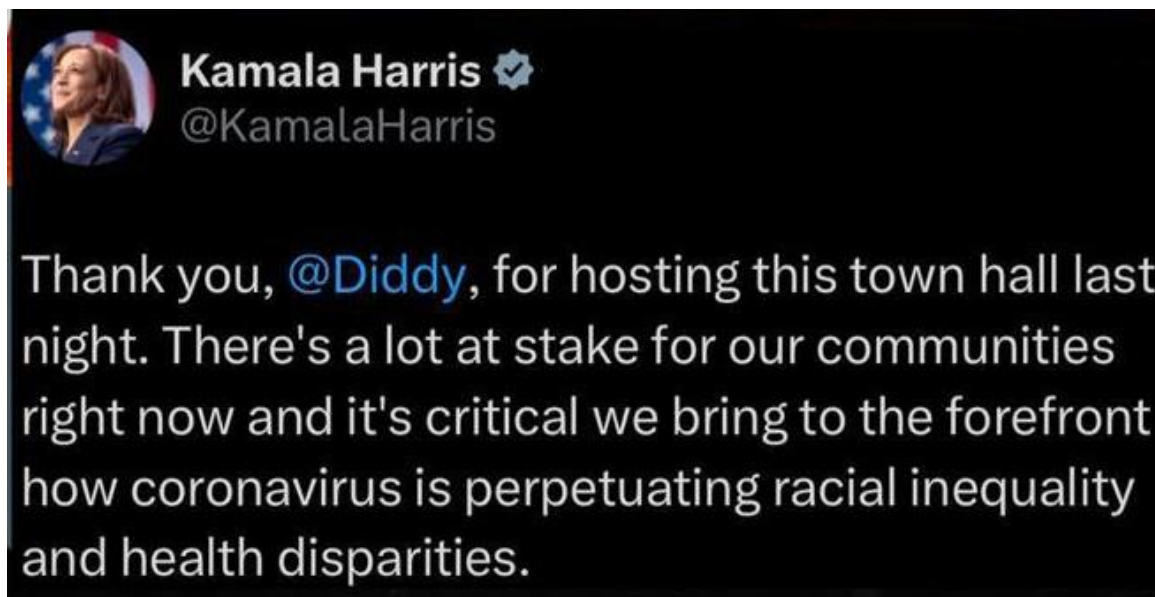 Kamala Harris
@KamalaHarris
Thank you, @Diddy, for hosting this town hall last
night. There's a lot at stake for our communities
right now and it's critical we bring to the forefront
how coronavirus is perpetuating racial inequality
and health disparities.